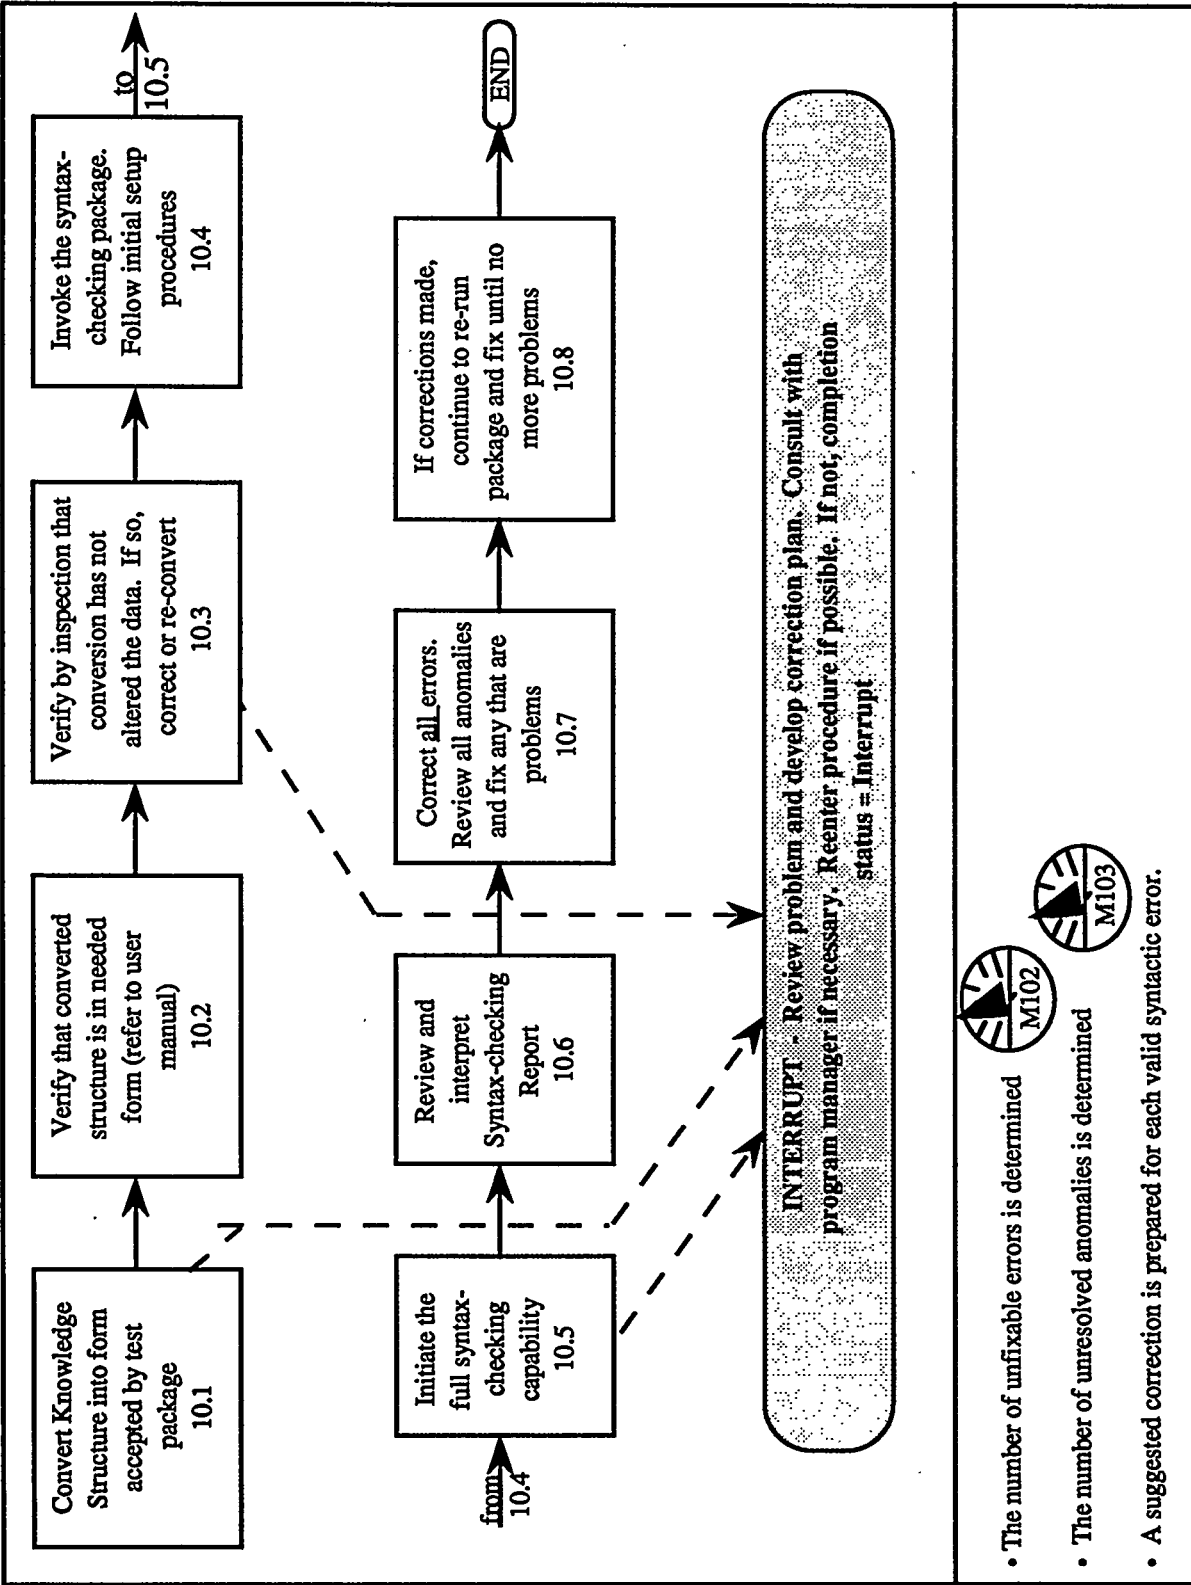 Convert Knowledge
Structure into form
accepted by test
package
10.1
Verify that converted
structure is in needed
form (refer to user
manual)
10.2
Verify by inspection that
conversion has not
altered the data. If so,
correct or re-convert
10.3
Invoke the syntax-
checking package.
Follow initial setup
procedures
10.4
to
10.5
from
10.4
Initiate the
full syntax-
checking
capability
10.5
Review and
interpret
Syntax-checking
Report
10.6
Correct all errors.
Review all anomalies
and fix any that are
problems
10.7
If corrections made,
continue to re-run
package and fix until no
more problems
10.8
END
INTERRUPT - Review problem and develop correction plan. Consult with
program manager if necessary. Reenter procedure if possible. If not, completion
status = Interrupt
• The number of unfixable errors is determined
M102
• The number of unresolved anomalies is determined
M103
• A suggested correction is prepared for each valid syntactic error.